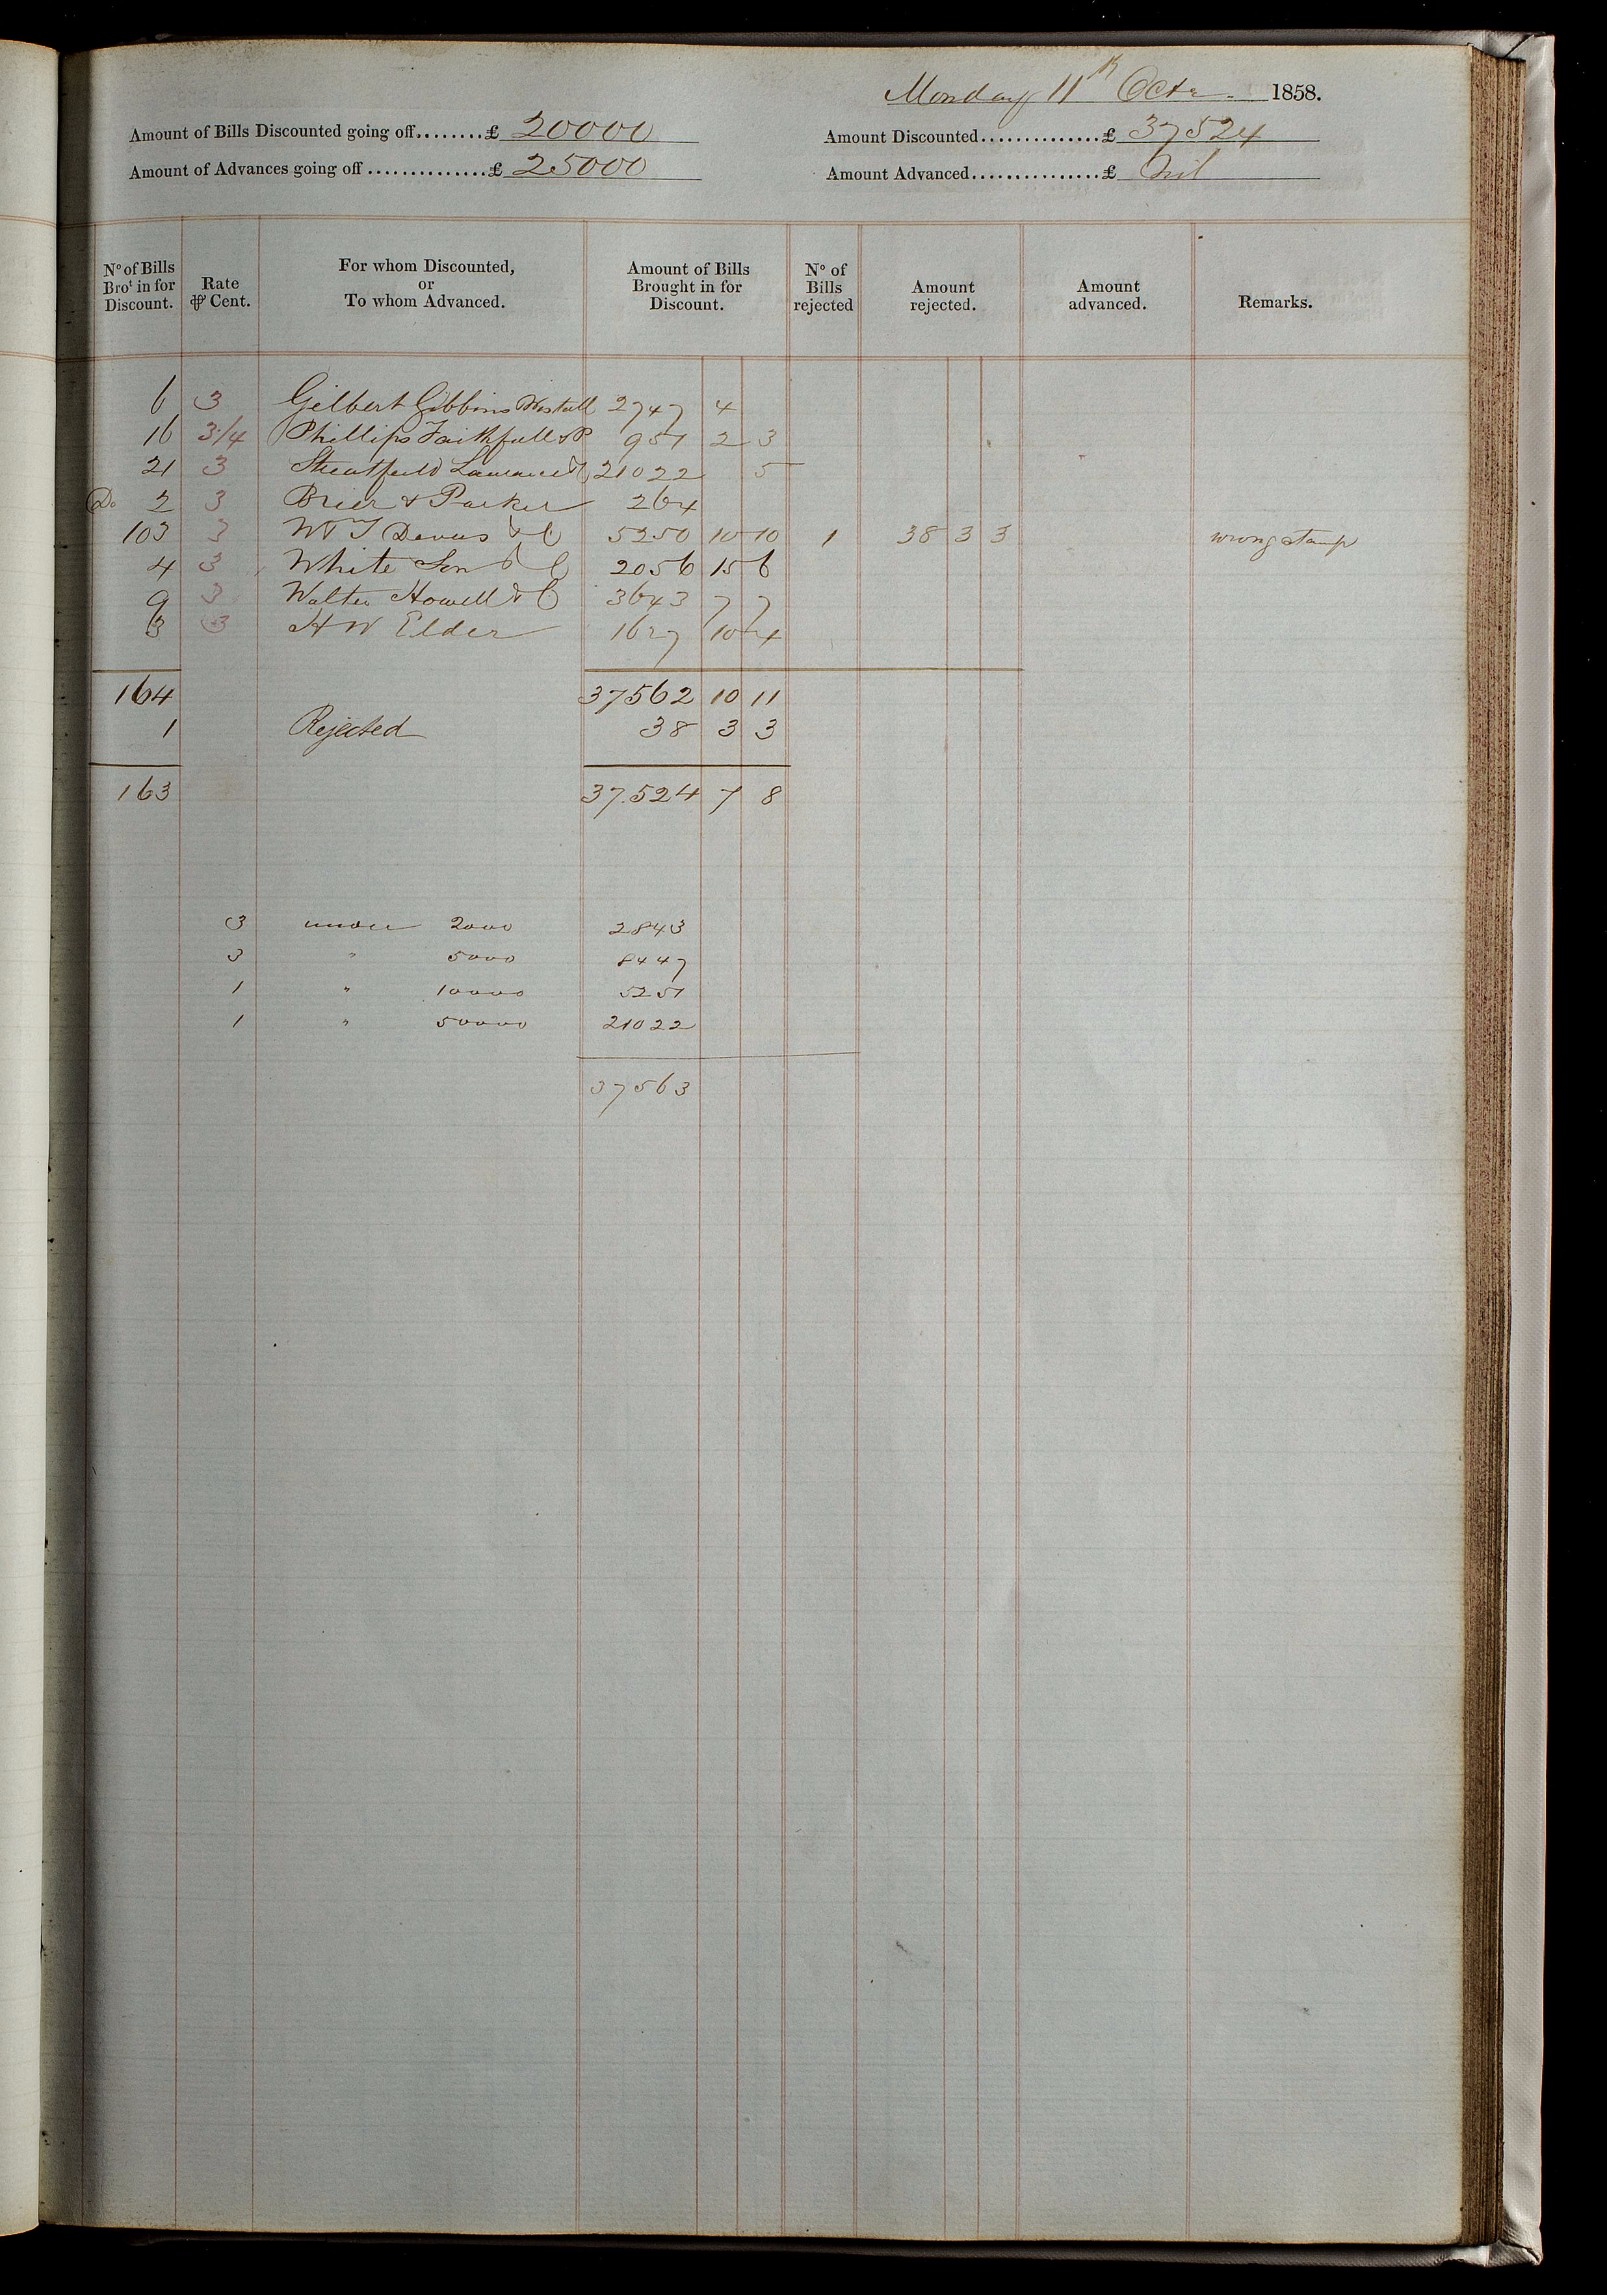 Monday 11th Octr. 1858.
Amount of Bills Discounted going off........£ 20000
Amount Discounted..............£ 37524
Amount of Advances going off..............£ 25000
Amount Advanced...............£ Nil
No of Bills Brot in for Discount. Rate ⅌ Cent. For whom Discounted, or To whom Advanced. Amount of Bills Brought in for Discount. No of Bills rejected Amount rejected. Amount advanced. Remarks.
6 3 Gilbert Gibbins Westall 2747 4
16 3 1/4 Phillips Faithfull & P 951 2 3
21 3 Streatfeild Laurence & C 21022 5
Do 2 3 Brier & Parker 264
103 3 W T Davus & C 5250 10 10 1 38 3 3 wrong stamp
4 3 White Son & C 2056 15 6
9 3 Walter Howell & C 3643 7 7
3 3 H W Elder 1627 10 4
164 37562 10 11
1 Rejected 38 3 3
163 37.524 7 8
3 under 2000 2843
3 " 5000 8447
1 " 10000 5251
1 " 50000 21022
37563